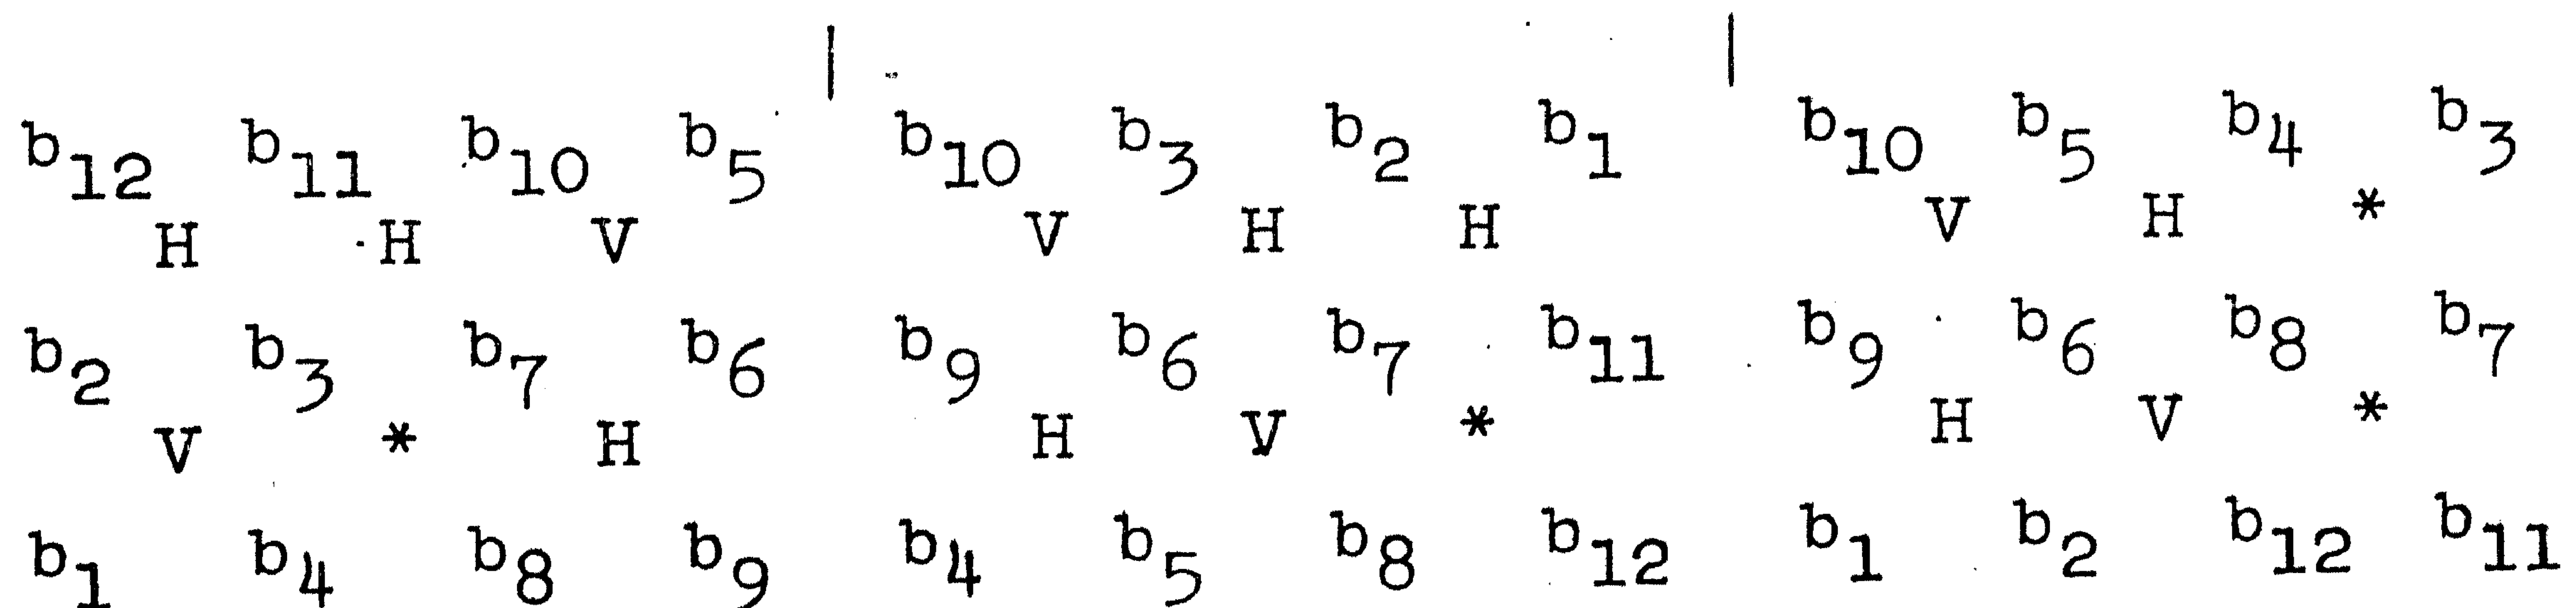 | |
b₁₂ b₁₁ b₁₀ b₅ b₁₀ b₃ b₂ b₁ b₁₀ b₅ b₄ b₃
H H V V H H V H *
b₂ b₃ b₇ b₆ b₉ b₆ b₇ b₁₁ b₉ b₆ b₈ b₇
V * H H V * H V *
b₁ b₄ b₈ b₉ b₄ b₅ b₈ b₁₂ b₁ b₂ b₁₂ b₁₁